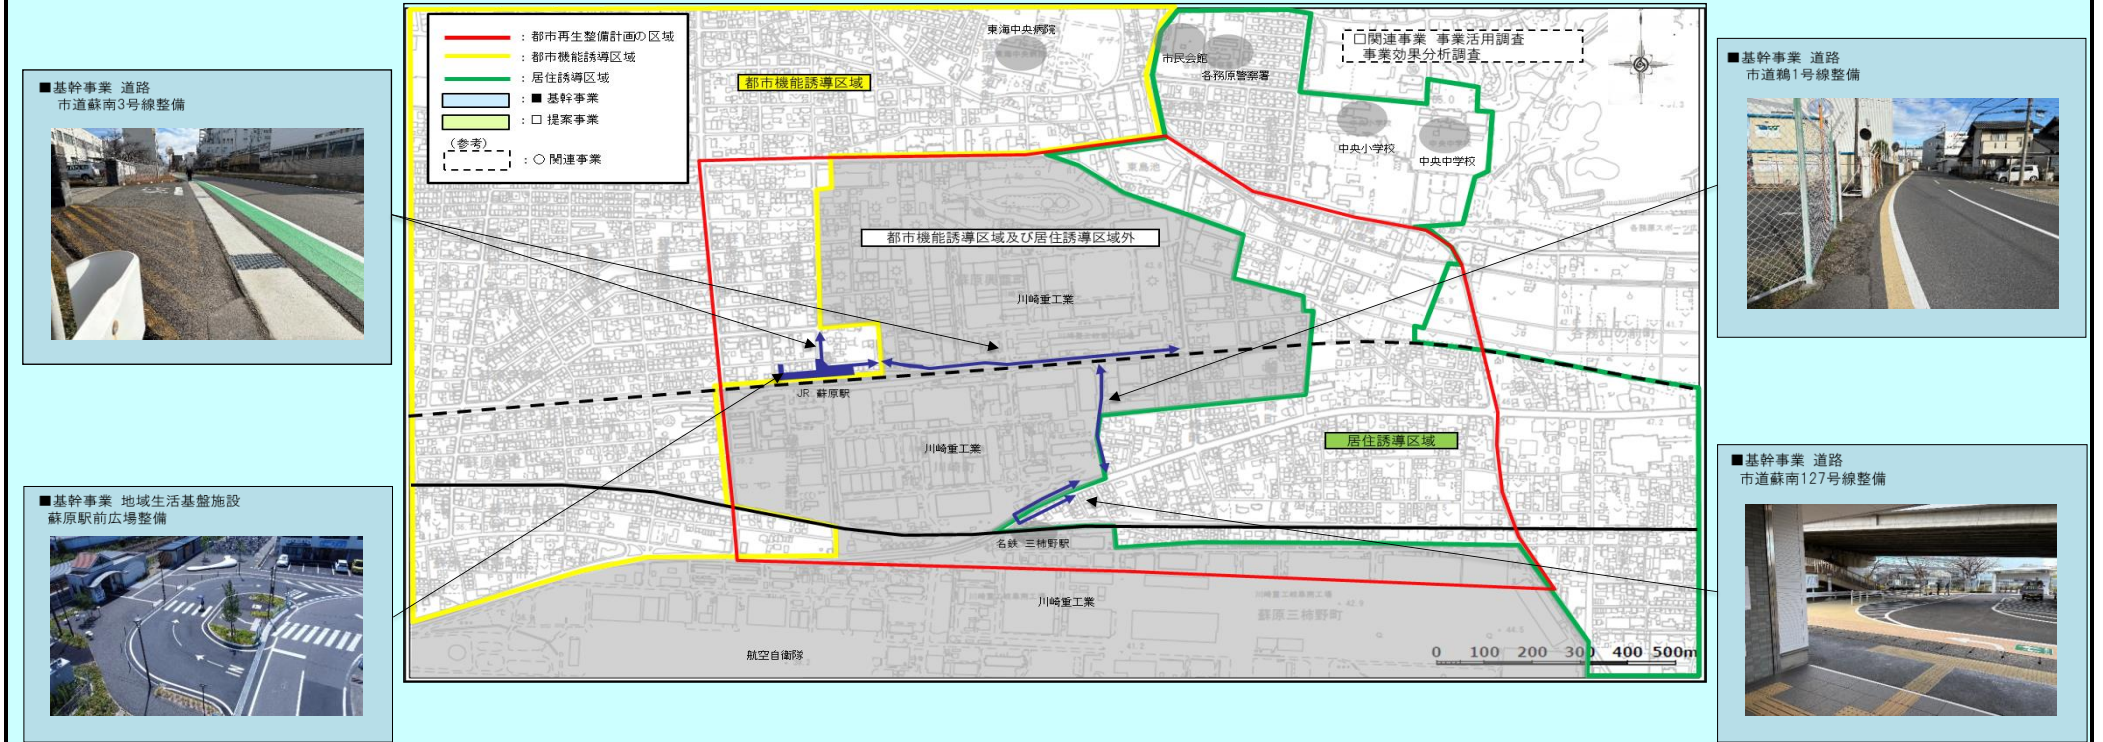 ■基幹事業 道路
市道蘇南3号線整備
■基幹事業 地域生活基盤施設
蘇原駅前広場整備
：都市再生整備計画の区域
：都市機能誘導区域
：居住誘導区域
：■ 基幹事業
：□ 提案事業
(参考)
：○ 関連事業
東海中央病院
都市機能誘導区域
市民会館
各務原警察署
□関連事業 事業活用調査
事業効果分析調査
中央小学校
中央中学校
東島池
都市機能誘導区域及び居住誘導区域外
川崎重工業
JR 蘇原駅
川崎重工業
居住誘導区域
名鉄 三柿野駅
川崎重工業
蘇原三柿野町
航空自衛隊
0 100 200 300 400 500m
■基幹事業 道路
市道鵜1号線整備
■基幹事業 道路
市道蘇南127号線整備